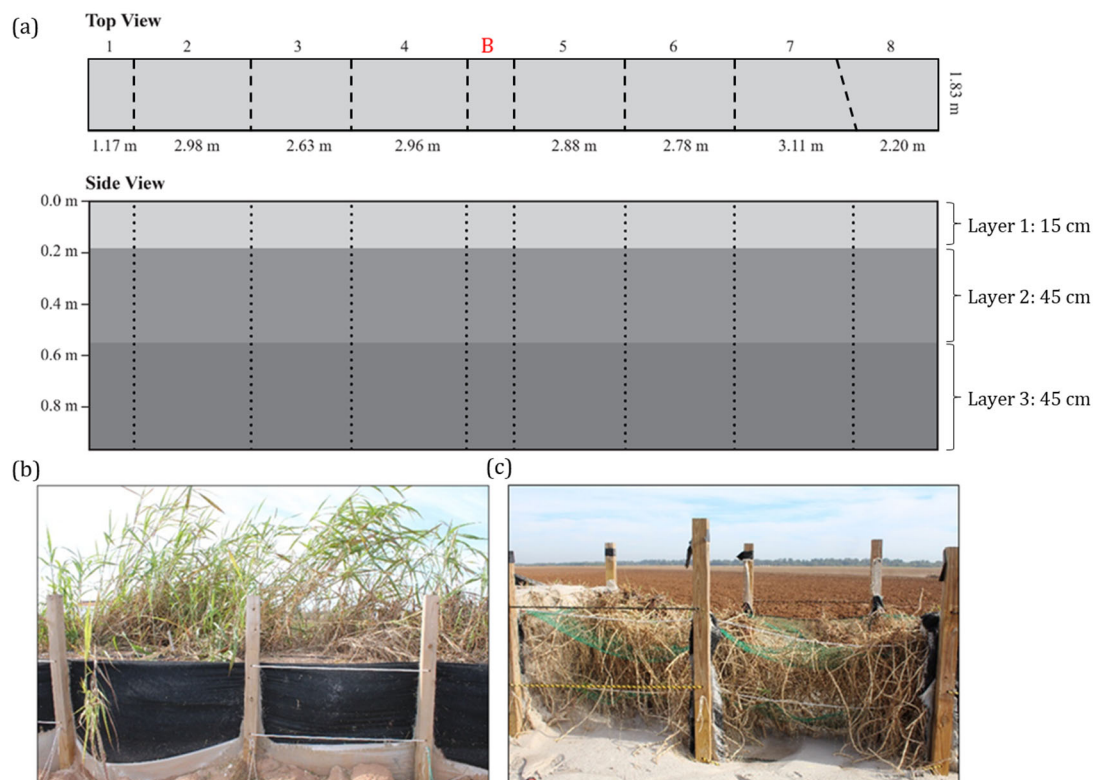 (a)
Top View
1 2 3 4 B 5 6 7 8
1.83 m
1.17 m 2.98 m 2.63 m 2.96 m 2.88 m 2.78 m 3.11 m 2.20 m
Side View
0.0 m
0.2 m
0.4 m
0.6 m
0.8 m
Layer 1: 15 cm
Layer 2: 45 cm
Layer 3: 45 cm
(b)
(c)